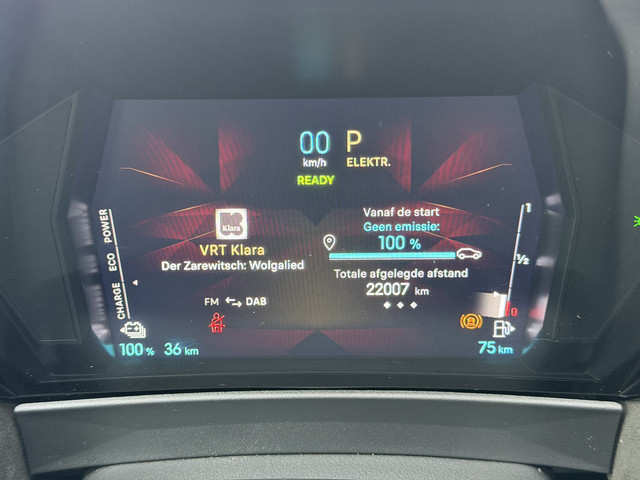 00 P
km/h ELEKTR.
READY
POWER
ECO
CHARGE
Klara
VRT Klara
Der Zarewitsch: Wolgalied
FM DAB
100 % 36 km
Vanaf de start
Geen emissie:
100 %
Totale afgelegde afstand
22007 km
1
1/2
0
75 km